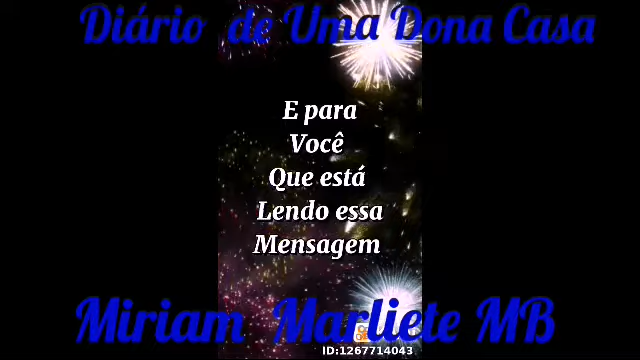 Diário de Uma Dona Casa
E para
Você
Que está
Lendo essa
Mensagem
Miriam Marliete MB
ID:1267714043